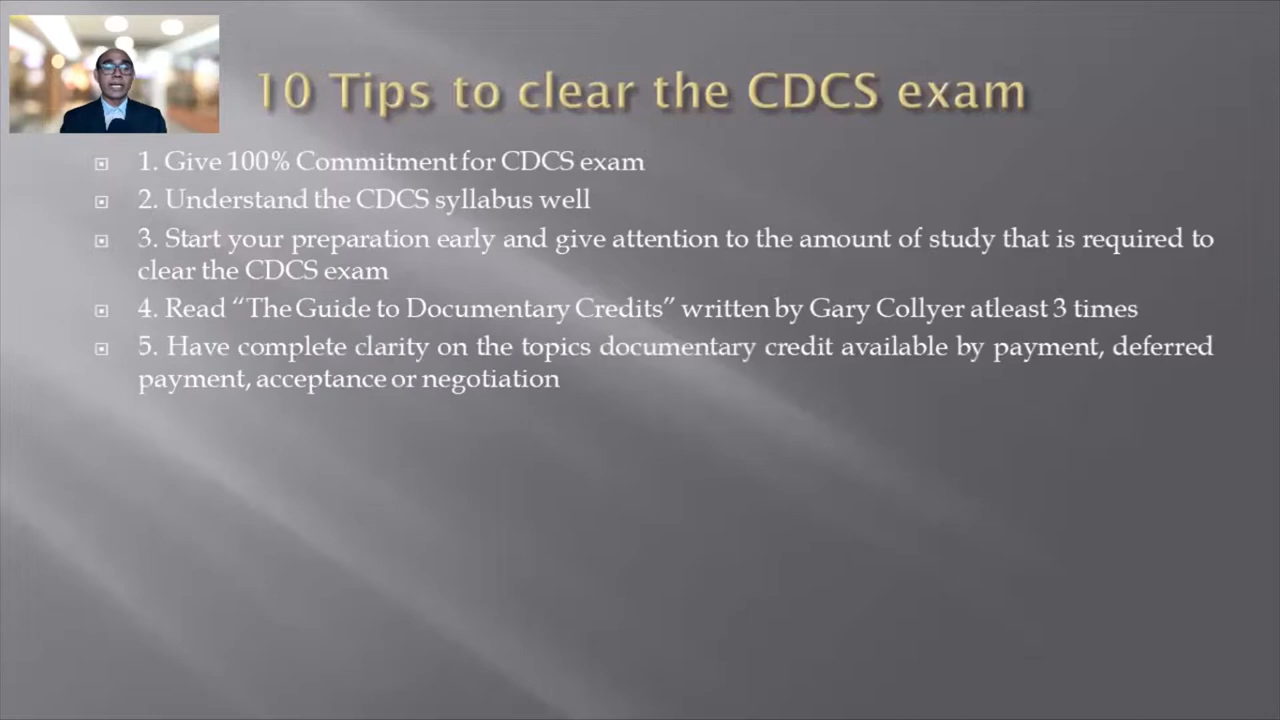 10 Tips to clear the CDCS exam
1. Give 100% Commitment for CDCS exam
2. Understand the CDCS syllabus well
3. Start your preparation early and give attention to the amount of study that is required to
clear the CDCS exam
4. Read “The Guide to Documentary Credits” written by Gary Collyer atleast 3 times
5. Have complete clarity on the topics documentary credit available by payment, deferred
payment, acceptance or negotiation